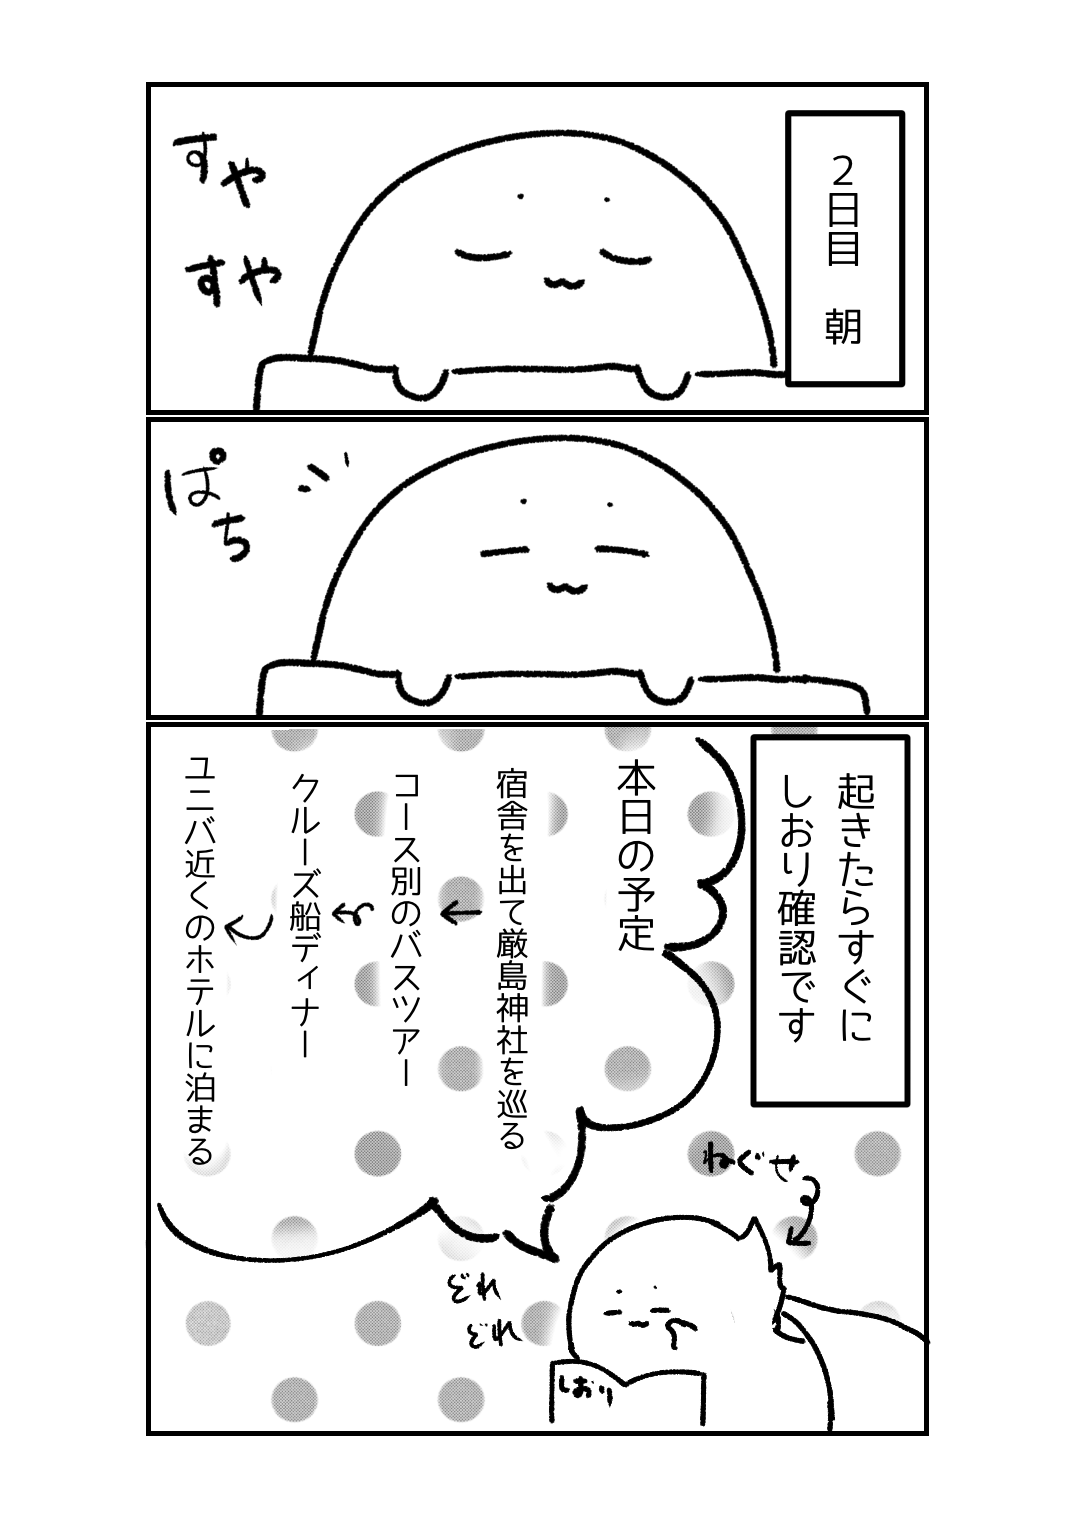 ２日目　朝
すや
すや
ぱち
起きたらすぐに
しおり確認です
本日の予定
宿舎を出て厳島神社を巡る
←
コース別のバスツアー
←
クルーズ船ディナー
←
ユニバ近くのホテルに泊まる
ねぐせ
どれ
どれ
しおり